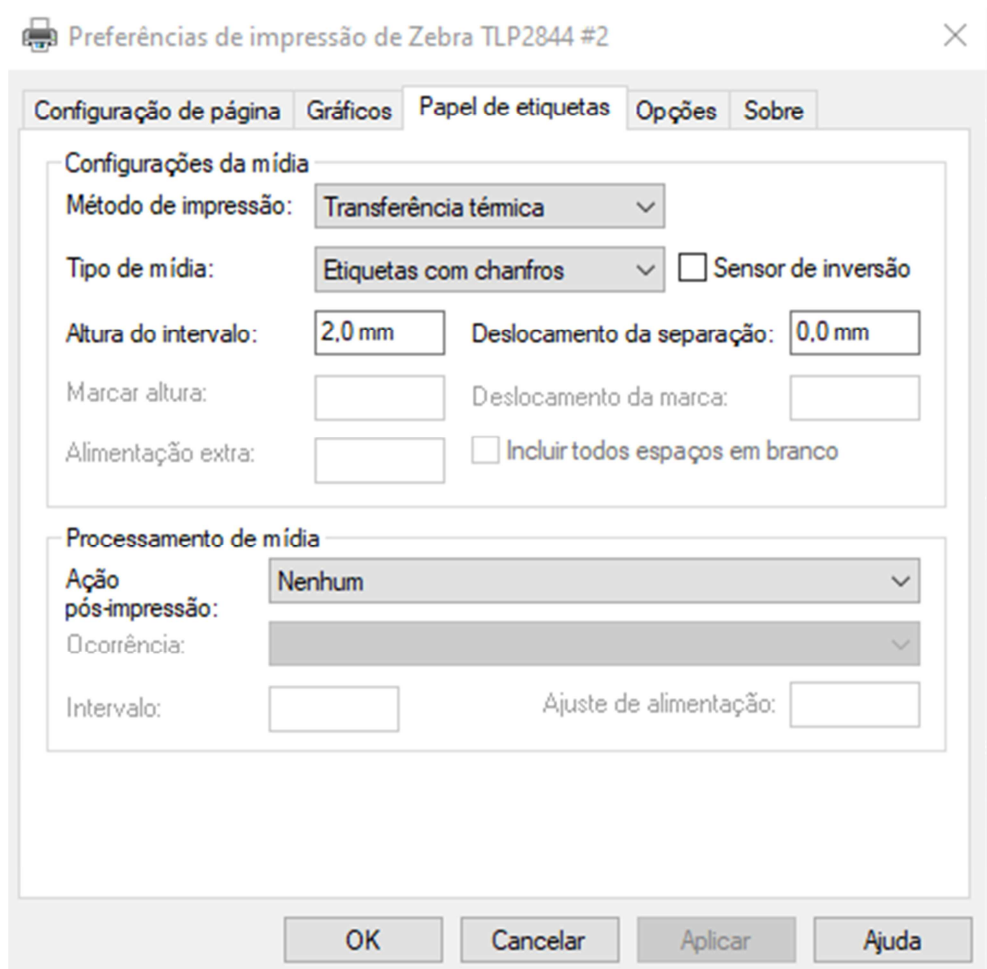 Preferências de impressão de Zebra TLP2844 #2
Configuração de página Gráficos Papel de etiquetas Opções Sobre
Configurações da mídia
Método de impressão: Transferência térmica
Tipo de mídia: Etiquetas com chanfros Sensor de inversão
Altura do intervalo: 2,0 mm Deslocamento da separação: 0,0 mm
Marcar altura: Deslocamento da marca:
Alimentação extra: Incluir todos espaços em branco
Processamento de mídia
Ação
pós-impressão: Nenhum
Ocorrência:
Intervalo: Ajuste de alimentação:
OK Cancelar Aplicar Ajuda